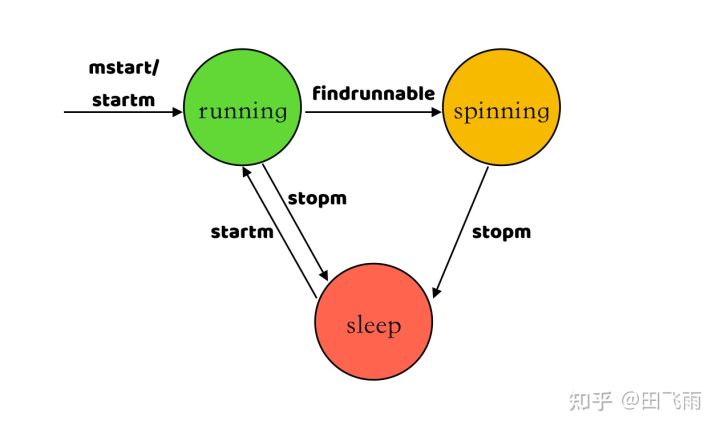 mstart/
startm
running
findrunnable
spinning
stopm
startm
stopm
sleep
知乎 @田飞雨